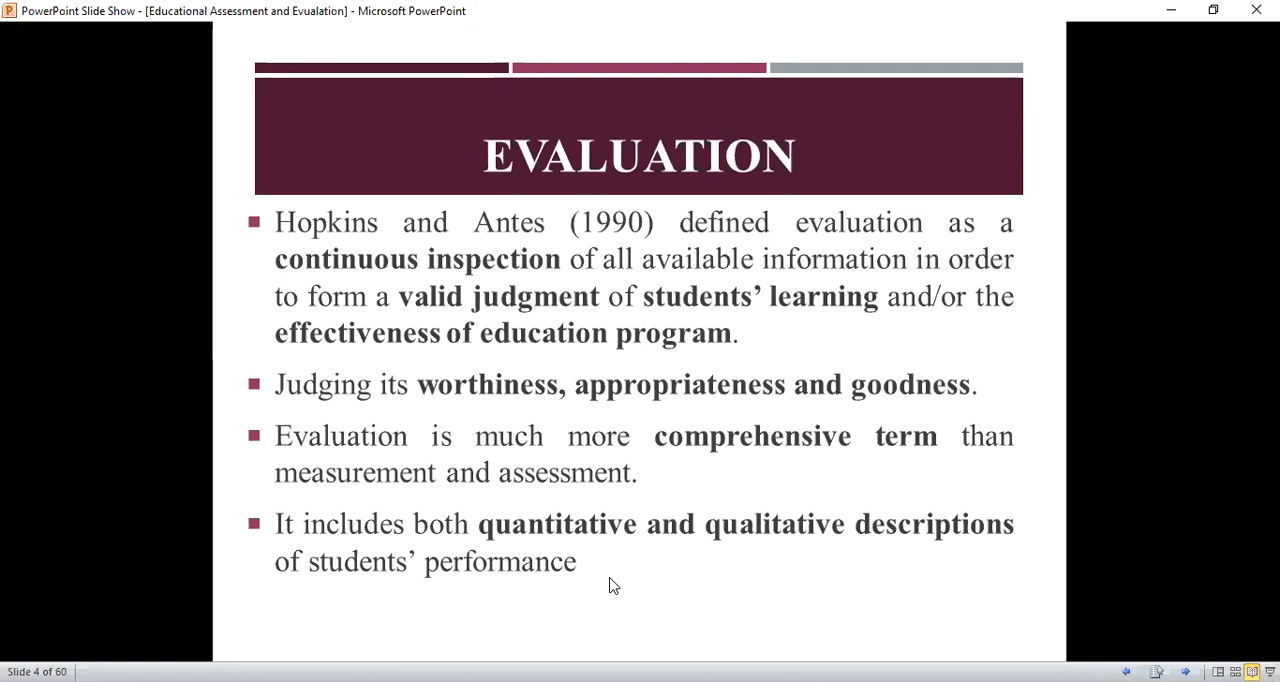 PowerPoint Slide Show - [Educational Assessment and Evualation] - Microsoft PowerPoint
EVALUATION
Hopkins and Antes (1990) defined evaluation as a
continuous inspection of all available information in order
to form a valid judgment of students’ learning and/or the
effectiveness of education program.
Judging its worthiness, appropriateness and goodness.
Evaluation is much more comprehensive term than
measurement and assessment.
It includes both quantitative and qualitative descriptions
of students’ performance
Slide 4 of 60